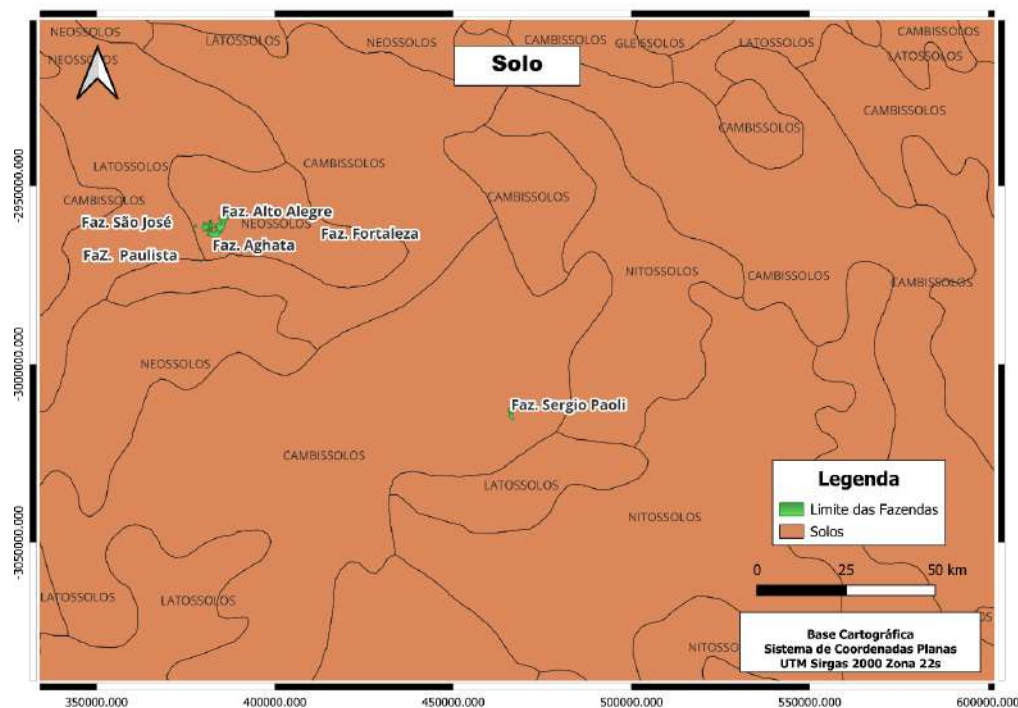 NEOSSOLOS
LATOSSOLOS
NEOSSOLOS
CAMBISSOLOS
GLEISSOLOS
LATOSSOLOS
CAMBISSOLOS
LATOSSOLOS
NEOSSOLOS
Solo
CAMBISSOLOS
CAMBISSOLOS
LATOSSOLOS
CAMBISSOLOS
CAMBISSOLOS
CAMBISSOLOS
Faz. São José
Faz. Alto Alegre
NEOSSOLOS
Faz. Fortaleza
Faz. Aghata
FaZ. Paulista
NITOSSOLOS
CAMBISSOLOS
CAMBISSOLOS
NEOSSOLOS
Faz. Sergio Paoli
CAMBISSOLOS
LATOSSOLOS
NITOSSOLOS
LATOSSOLOS
LATOSSOLOS
NITOSSO
OS
Legenda
Limite das Fazendas
Solos
0 25 50 km
Base Cartográfica
Sistema de Coordenadas Planas
UTM Sirgas 2000 Zona 22s
-2950000.000
-3000000.000
-3050000.000
350000.000 400000.000 450000.000 500000.000 550000.000 600000.000